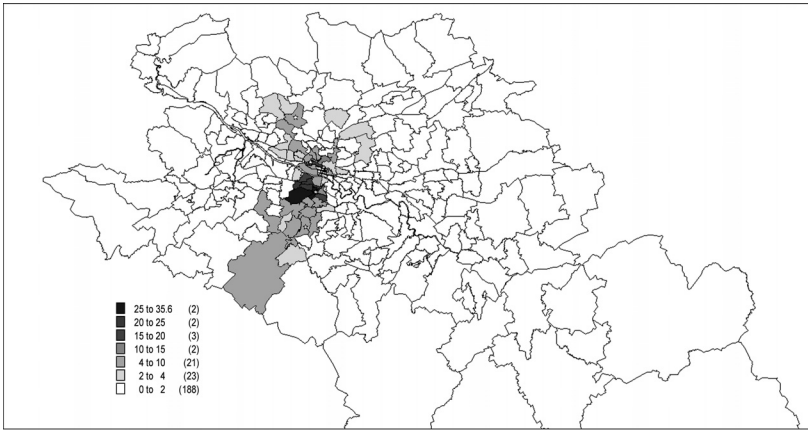 25 to 35.6 (2)
20 to 25 (2)
15 to 20 (3)
10 to 15 (2)
4 to 10 (21)
2 to 4 (23)
0 to 2 (188)